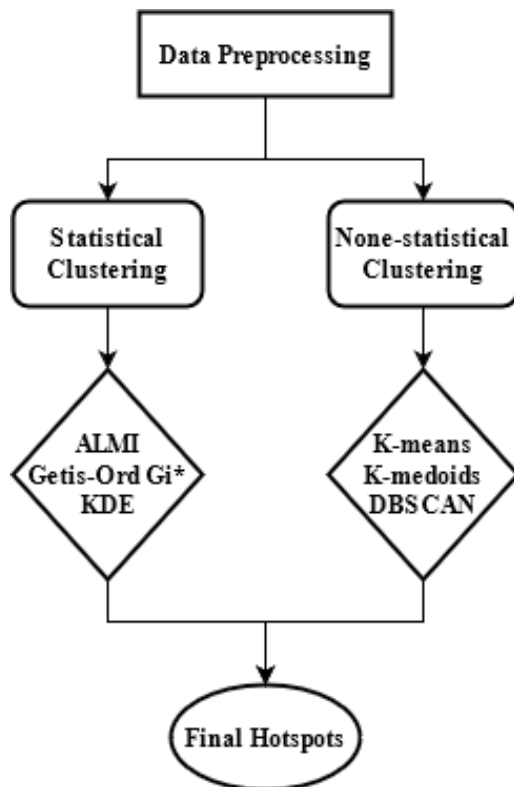 Data Preprocessing
Statistical
Clustering
None-statistical
Clustering
ALMI
Getis-Ord Gi*
KDE
K-means
K-medoids
DBSCAN
Final Hotspots